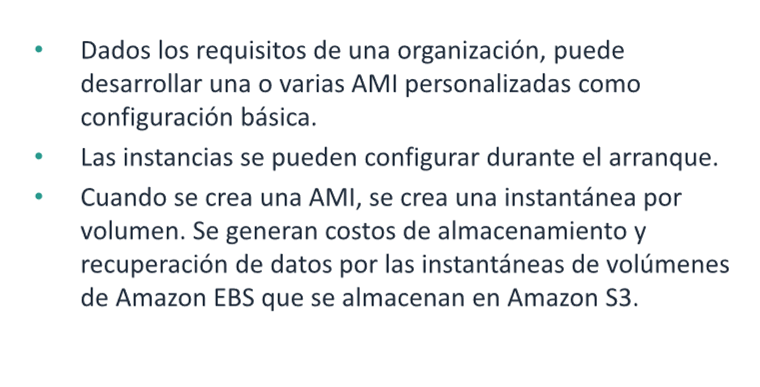 • Dados los requisitos de una organización, puede
desarrollar una o varias AMI personalizadas como
configuración básica.
• Las instancias se pueden configurar durante el arranque.
• Cuando se crea una AMI, se crea una instantánea por
volumen. Se generan costos de almacenamiento y
recuperación de datos por las instantáneas de volúmenes
de Amazon EBS que se almacenan en Amazon S3.